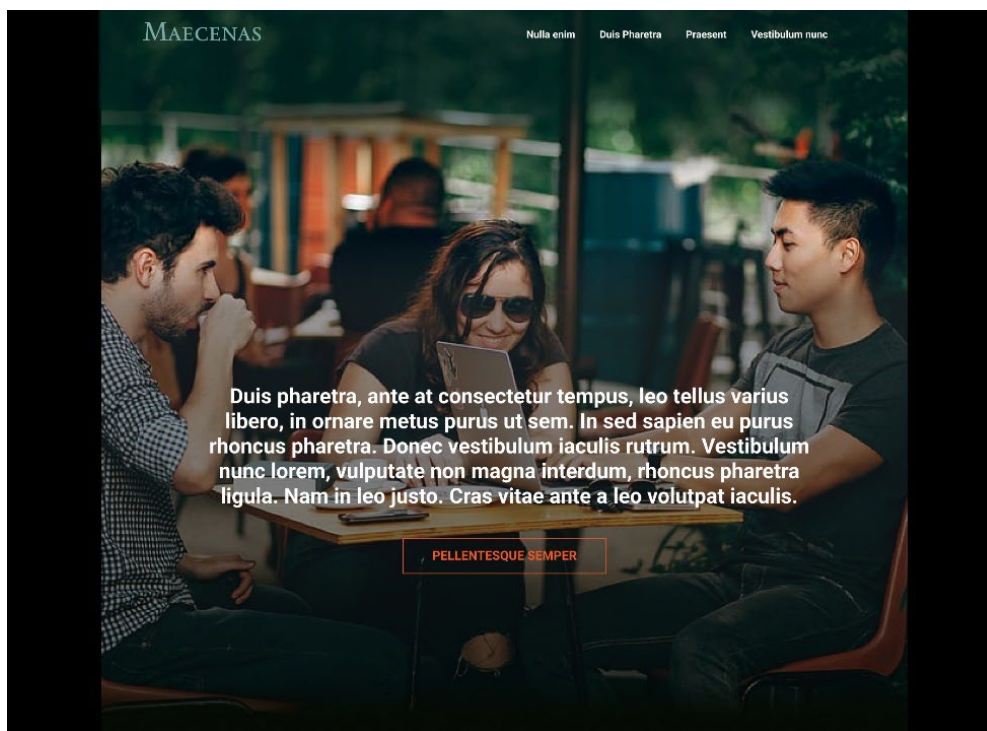 MAECENAS
Nulla enim Duis Pharetra Praesent Vestibulum nunc
Duis pharetra, ante at consectetur tempus, leo tellus varius
libero, in ornare metus purus ut sem. In sed sapien eu purus
rhoncus pharetra. Donec vestibulum iaculis rutrum. Vestibulum
nunc lorem, vulputate non magna interdum, rhoncus pharetra
ligula. Nam in leo justo. Cras vitae ante a leo volutpat iaculis.
PELLENTESQUE SEMPER